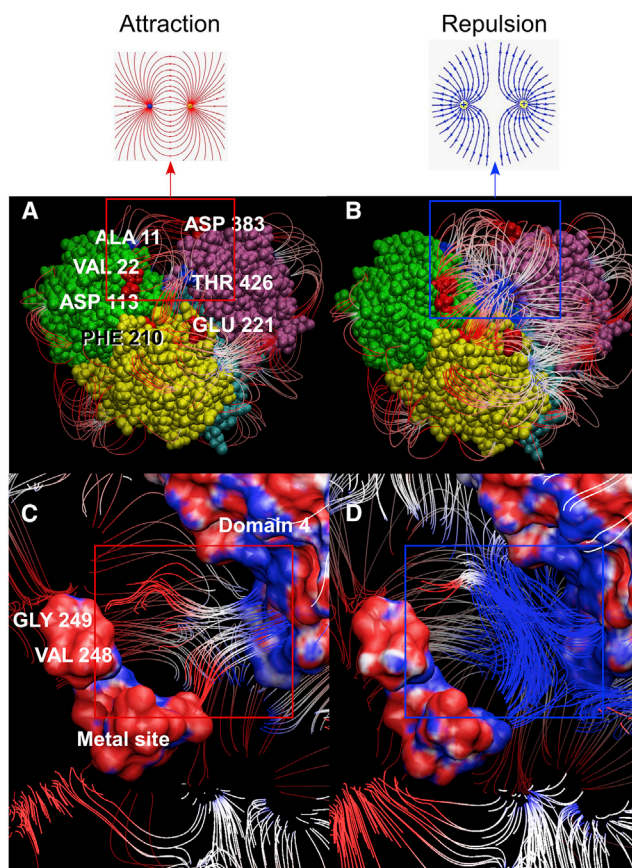 Attraction
Repulsion
A
ASP 383
ALA 11
VAL 22
THR 426
ASP 113
GLU 221
PHE 210
B
C
Domain 4
GLY 249
VAL 248
Metal site
D